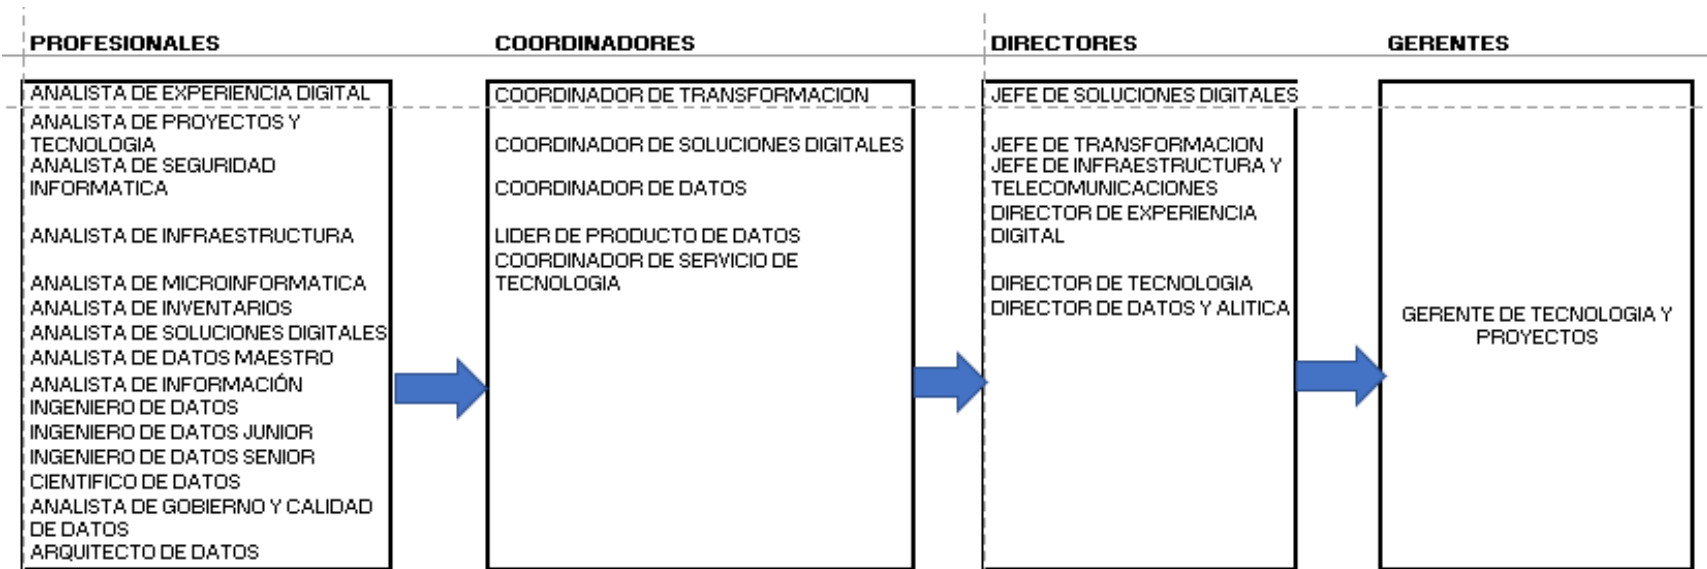 PROFESIONALES
COORDINADORES
DIRECTORES
GERENTES
ANALISTA DE EXPERIENCIA DIGITAL
ANALISTA DE PROYECTOS Y
TECNOLOGIA
ANALISTA DE SEGURIDAD
INFORMATICA
ANALISTA DE INFRAESTRUCTURA
ANALISTA DE MICROINFORMATICA
ANALISTA DE INVENTARIOS
ANALISTA DE SOLUCIONES DIGITALES
ANALISTA DE DATOS MAESTRO
ANALISTA DE INFORMACIÓN
INGENIERO DE DATOS
INGENIERO DE DATOS JUNIOR
INGENIERO DE DATOS SENIOR
CIENTIFICO DE DATOS
ANALISTA DE GOBIERNO Y CALIDAD
DE DATOS
ARQUITECTO DE DATOS
COORDINADOR DE TRANSFORMACION
COORDINADOR DE SOLUCIONES DIGITALES
COORDINADOR DE DATOS
LIDER DE PRODUCTO DE DATOS
COORDINADOR DE SERVICIO DE
TECNOLOGIA
JEFE DE SOLUCIONES DIGITALES
JEFE DE TRANSFORMACION
JEFE DE INFRAESTRUCTURA Y
TELECOMUNICACIONES
DIRECTOR DE EXPERIENCIA
DIGITAL
DIRECTOR DE TECNOLOGIA
DIRECTOR DE DATOS Y ALITICA
GERENTE DE TECNOLOGIA Y
PROYECTOS